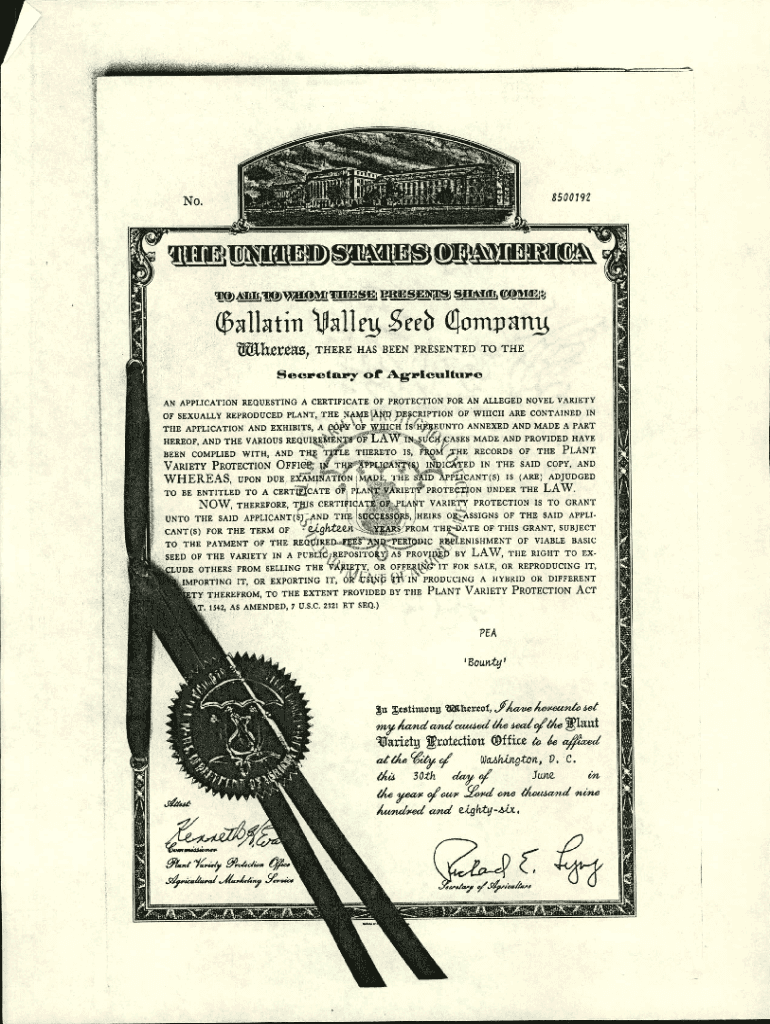 No. 8500192
THE UNITED STATES OF AMERICA
TO ALL TO WHOM THESE PRESENTS SHALL COME:
Gallatin Valley Seed Company
Whereas, THERE HAS BEEN PRESENTED TO THE
Secretary of Agriculture
AN APPLICATION REQUESTING A CERTIFICATE OF PROTECTION FOR AN ALLEGED NOVEL VARIETY
OF SEXUALLY REPRODUCED PLANT, THE NAME AND DESCRIPTION OF WHICH ARE CONTAINED IN
THE APPLICATION AND EXHIBITS, A COPY OF WHICH IS HEREUNTO ANNEXED AND MADE A PART
HEREOF, AND THE VARIOUS REQUIREMENTS OF LAW IN SUCH CASES MADE AND PROVIDED HAVE
BEEN COMPLIED WITH, AND THE TITLE THERETO IS, FROM THE RECORDS OF THE PLANT
VARIETY PROTECTION OFFICE, IN THE APPLICANT(S) INDICATED IN THE SAID COPY, AND
WHEREAS, UPON DUE EXAMINATION MADE, THE SAID APPLICANT(S) IS (ARE) ADJUDGED
TO BE ENTITLED TO A CERTIFICATE OF PLANT VARIETY PROTECTION UNDER THE LAW.
NOW, THEREFORE, THIS CERTIFICATE OF PLANT VARIETY PROTECTION IS TO GRANT
UNTO THE SAID APPLICANT(S) AND THE SUCCESSORS, HEIRS OR ASSIGNS OF THE SAID APPLI-
CANT(S) FOR THE TERM OF eighteen YEARS FROM THE DATE OF THIS GRANT, SUBJECT
TO THE PAYMENT OF THE REQUIRED FEES AND PERIODIC REPLENISHMENT OF VIABLE BASIC
SEED OF THE VARIETY IN A PUBLIC REPOSITORY AS PROVIDED BY LAW, THE RIGHT TO EX-
CLUDE OTHERS FROM SELLING THE VARIETY, OR OFFERING IT FOR SALE, OR REPRODUCING IT,
IMPORTING IT, OR EXPORTING IT, OR USING IT IN PRODUCING A HYBRID OR DIFFERENT
ETY THEREFROM, TO THE EXTENT PROVIDED BY THE PLANT VARIETY PROTECTION ACT
AT. 1542, AS AMENDED, 7 U.S.C. 2321 ET SEQ.)
PEA
'Bounty'
In Testimony Whereof, I have hereunto set
my hand and caused the seal of the Plant
Variety Protection Office to be affixed
at the City of Washington, D. C.
this 30th day of June in
the year of our Lord one thousand nine
hundred and eighty-six.
Attest:
Kenneth H Eva
Commissioner
Plant Variety Protection Office
Agricultural Marketing Service
Richard E. Lyng
Secretary of Agriculture